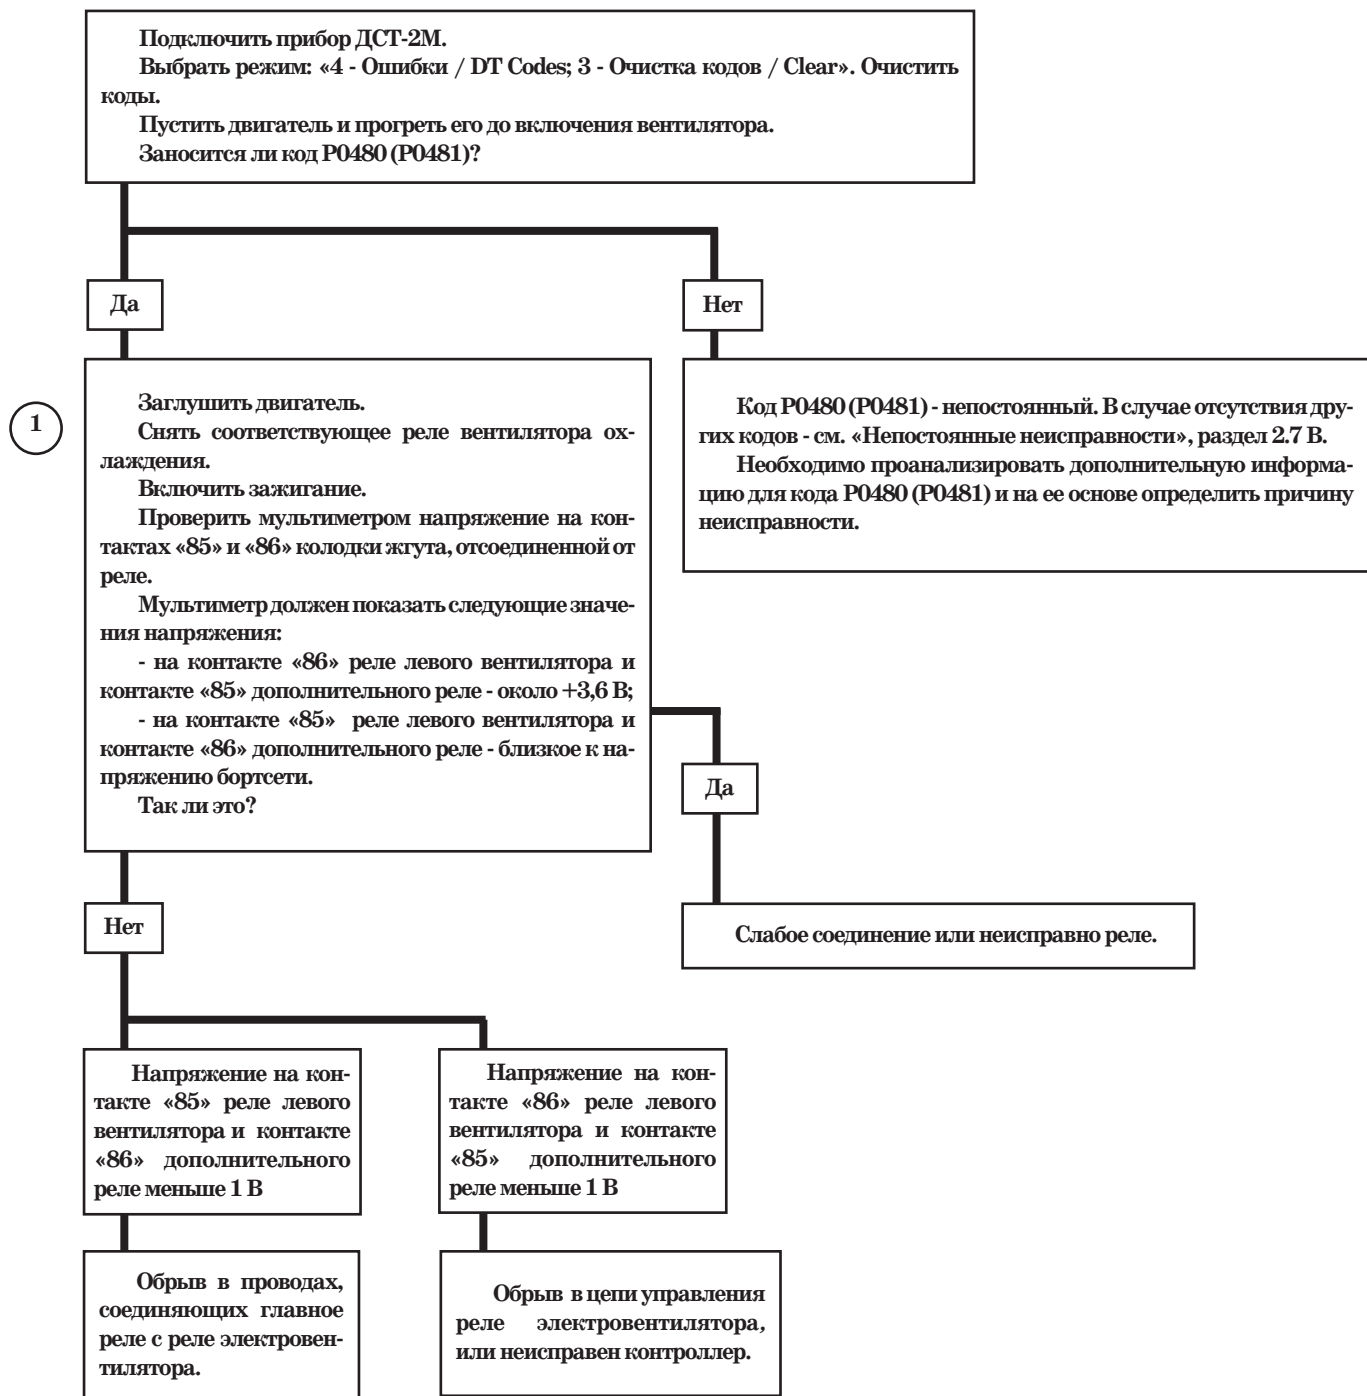 Подключить прибор ДСТ-2М.
Выбрать режим: «4 - Ошибки / DT Codes; 3 - Очистка кодов / Clear». Очистить
коды.
Пустить двигатель и прогреть его до включения вентилятора.
Заносится ли код P0480 (P0481)?
Да
Нет
1
Заглушить двигатель.
Снять соответствующее реле вентилятора ох-
лаждения.
Включить зажигание.
Проверить мультиметром напряжение на кон-
тактах «85» и «86» колодки жгута, отсоединенной от
реле.
Мультиметр должен показать следующие значе-
ния напряжения:
- на контакте «86» реле левого вентилятора и
контакте «85» дополнительного реле - около +3,6 В;
- на контакте «85» реле левого вентилятора и
контакте «86» дополнительного реле - близкое к на-
пряжению бортсети.
Так ли это?
Код P0480 (P0481) - непостоянный. В случае отсутствия дру-
гих кодов - см. «Непостоянные неисправности», раздел 2.7 В.
Необходимо проанализировать дополнительную информа-
цию для кода P0480 (P0481) и на ее основе определить причину
неисправности.
Да
Нет
Слабое соединение или неисправно реле.
Напряжение на кон-
такте «85» реле левого
вентилятора и контакте
«86» дополнительного
реле меньше 1 В
Напряжение на кон-
такте «86» реле левого
вентилятора и контакте
«85» дополнительного
реле меньше 1 В
Обрыв в проводах,
соединяющих главное
реле с реле электровен-
тилятора.
Обрыв в цепи управления
реле электровентилятора,
или неисправен контроллер.